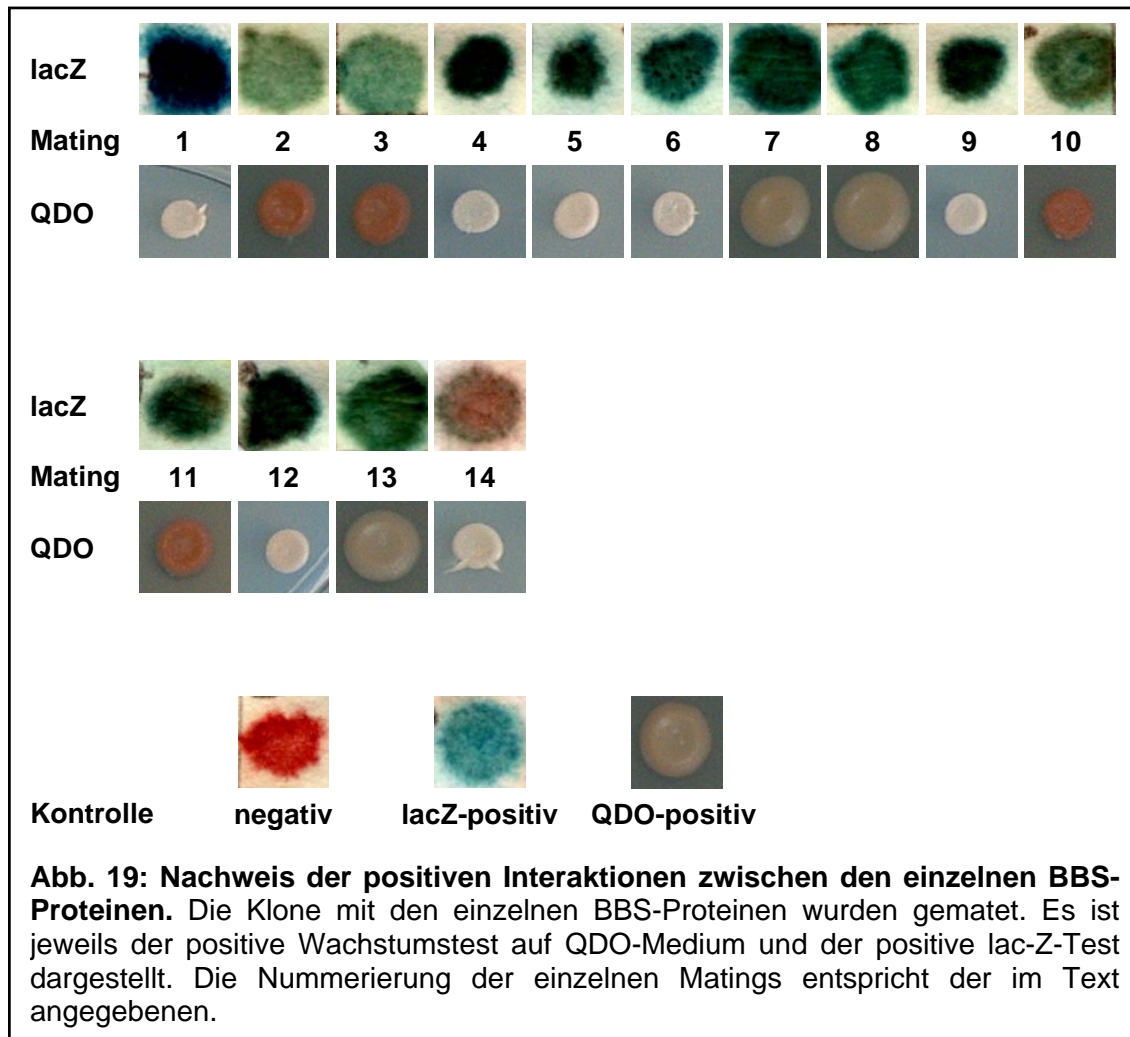 lacZ
Mating 1 2 3 4 5 6 7 8 9 10
QDO
lacZ
Mating 11 12 13 14
QDO
Kontrolle negativ lacZ-positiv QDO-positiv
Abb. 19: Nachweis der positiven Interaktionen zwischen den einzelnen BBS-
Proteinen. Die Klone mit den einzelnen BBS-Proteinen wurden gematet. Es ist
jeweils der positive Wachstumstest auf QDO-Medium und der positive lac-Z-Test
dargestellt. Die Nummerierung der einzelnen Matings entspricht der im Text
angegebenen.